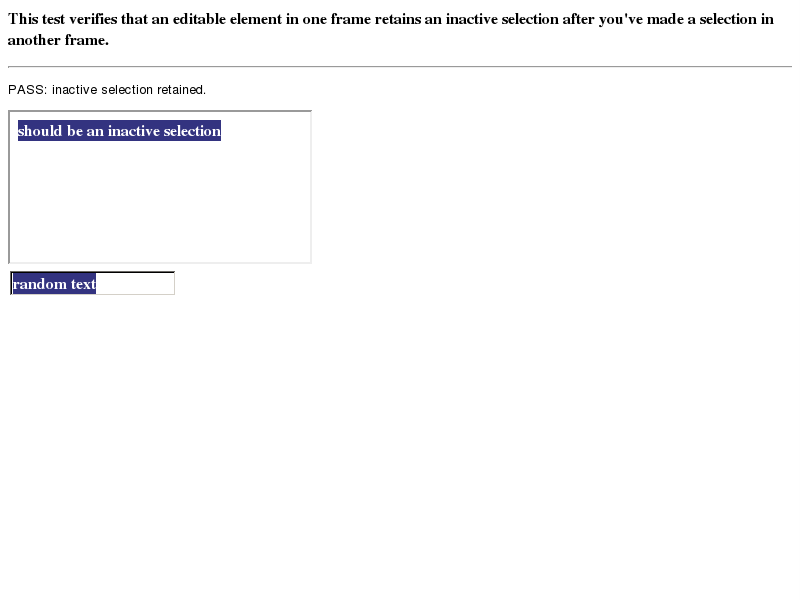 This test verifies that an editable element in one frame retains an inactive selection after you've made a selection in
another frame.
PASS: inactive selection retained.
should be an inactive selection
random text